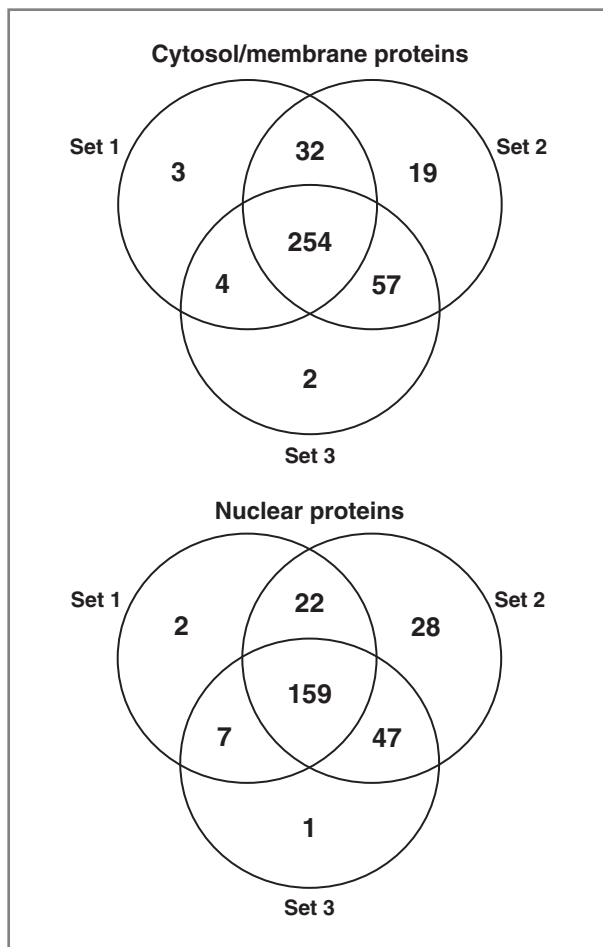 Cytosol/membrane proteins
Set 1
32
Set 2
3
19
254
4
57
2
Set 3
Nuclear proteins
Set 1
22
Set 2
2
28
159
7
47
1
Set 3